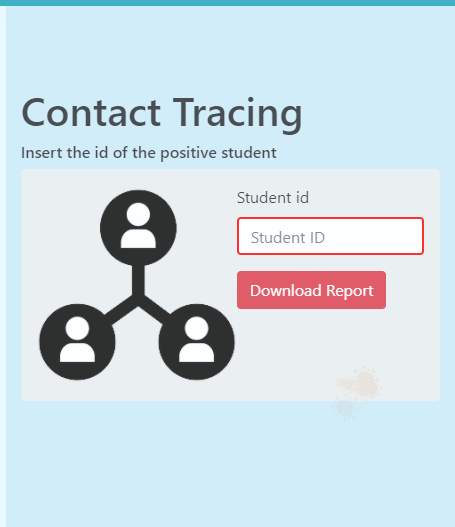 Contact Tracing
Insert the id of the positive student
Student id
Student ID
Download Report